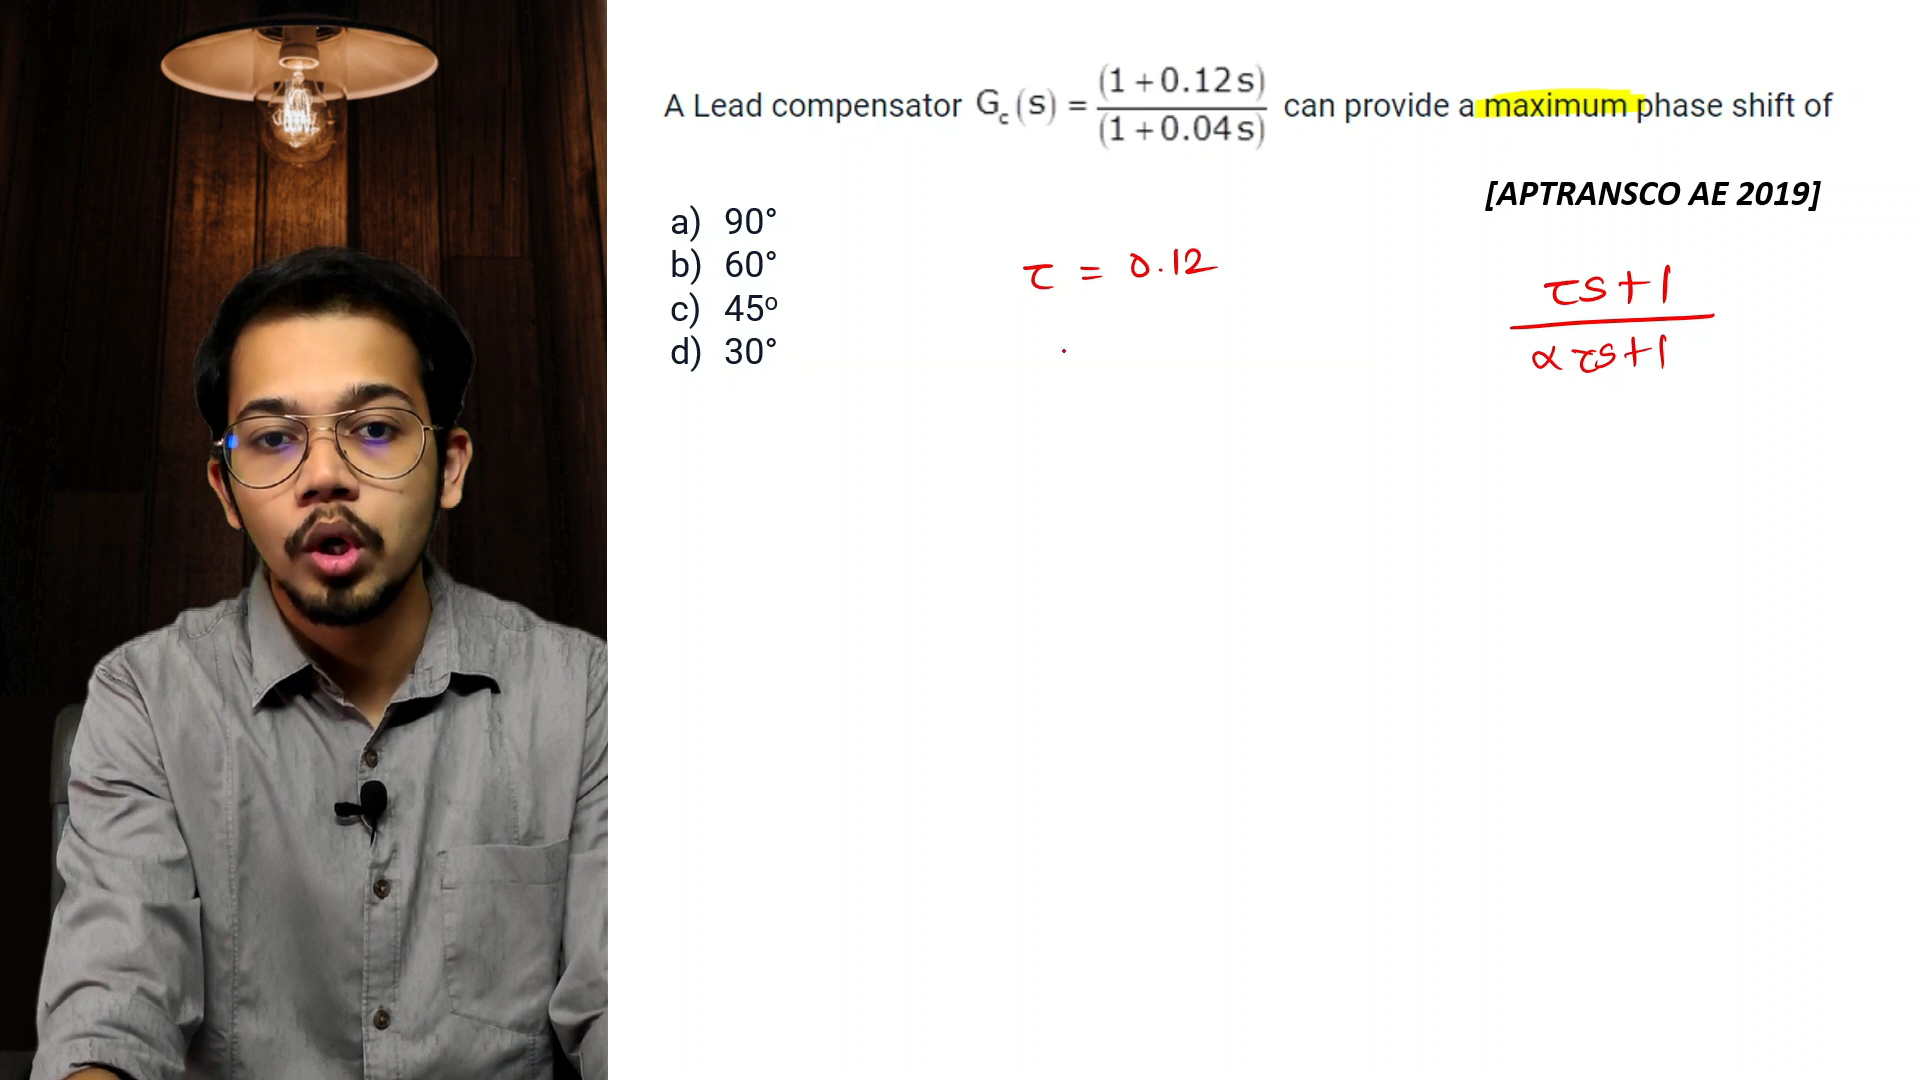 A Lead compensator G_c(s) = (1+0.12s)/(1+0.04s) can provide a maximum phase shift of
[APTRANSCO AE 2019]
a) 90°
b) 60°
c) 45º
d) 30°
τ = 0.12
τs+1
ατs+1